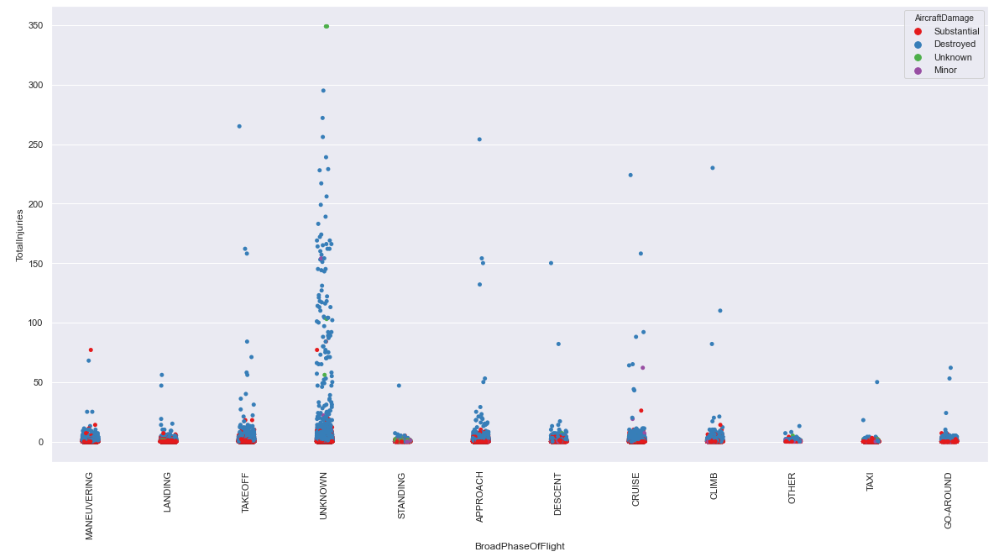 AircraftDamage
Substantial
Destroyed
Unknown
Minor
TotalInjuries
350
300
250
200
150
100
50
0
MANEUVERING
LANDING
TAKEOFF
UNKNOWN
STANDING
APPROACH
DESCENT
CRUISE
CLIMB
OTHER
TAXI
GO-AROUND
BroadPhaseOfFlight